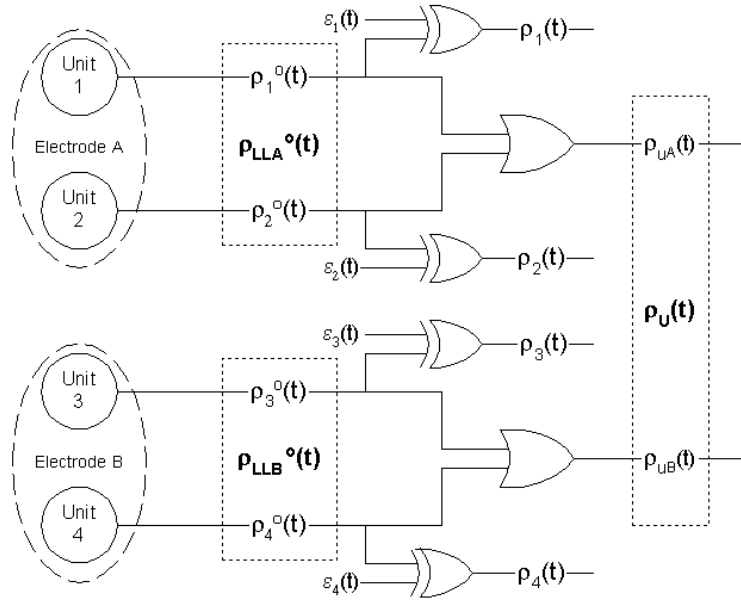 ε1(t)
ρ1(t)
Unit
1
ρ1o(t)
Electrode A
ρLLAo(t)
ρuA(t)
Unit
2
ρ2o(t)
ε2(t)
ρ2(t)
ρU(t)
ε3(t)
ρ3(t)
Unit
3
ρ3o(t)
Electrode B
ρLLBo(t)
ρuB(t)
Unit
4
ρ4o(t)
ε4(t)
ρ4(t)